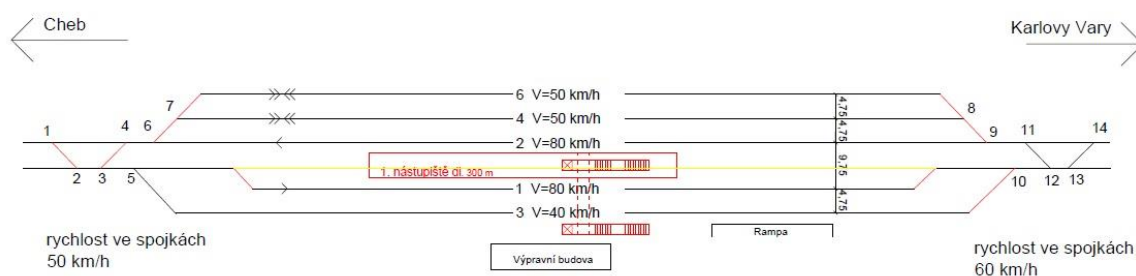 Cheb
Karlovy Vary
6 V=50 km/h
7
8
4 V=50 km/h
4,75
1
4
6
2 V=80 km/h
4,75
9
11
14
1. nástupiště dl. 300 m
9,75
2
3
5
10
12
13
1 V=80 km/h
3 V=40 km/h
4,75
rychlost ve spojkách
50 km/h
Výpravní budova
Rampa
rychlost ve spojkách
60 km/h